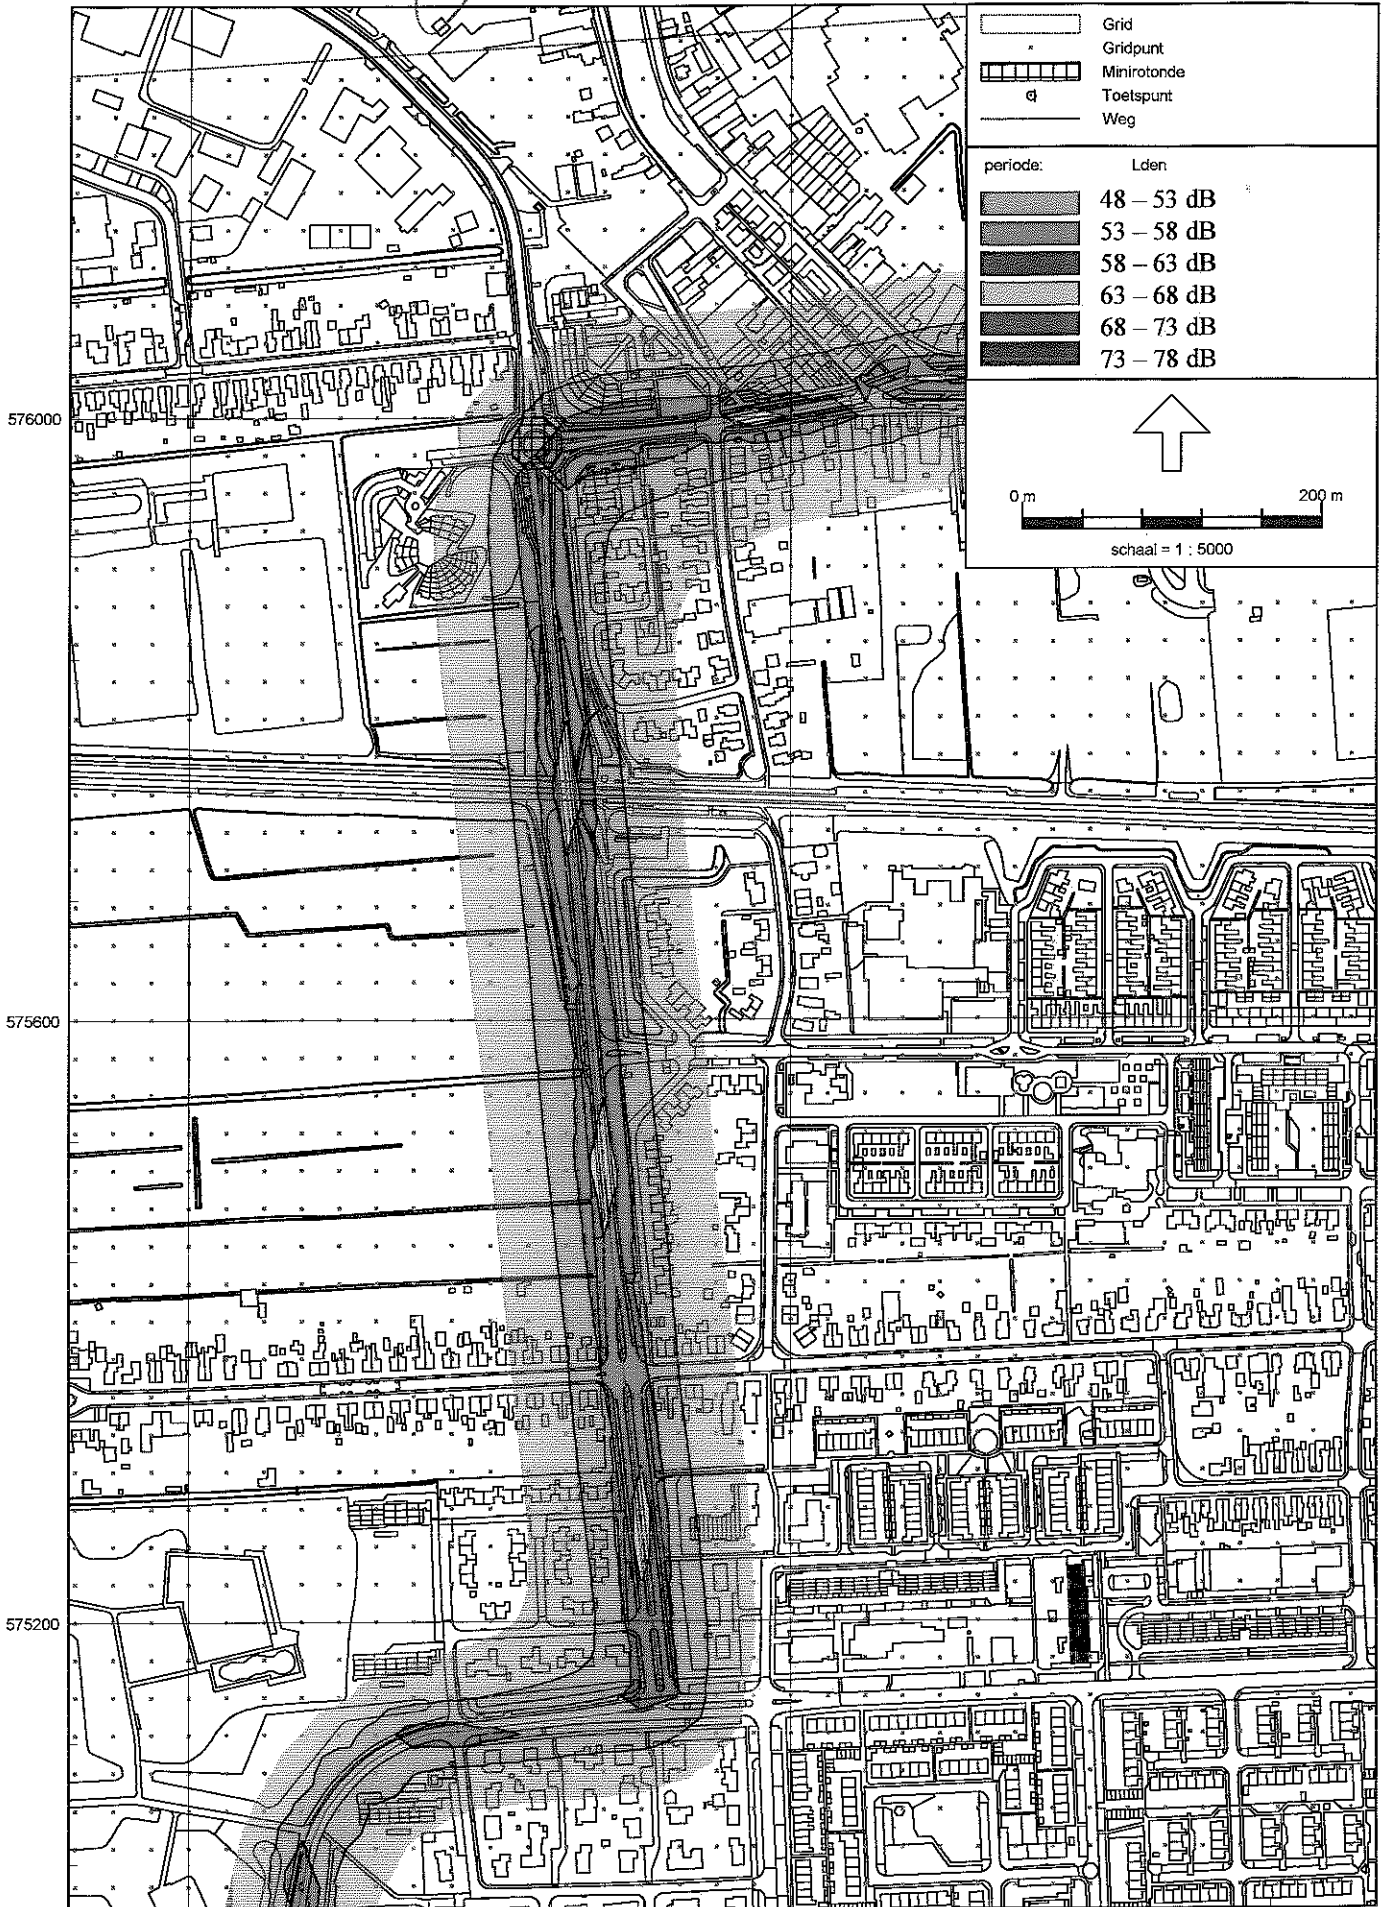 Grid
Gridpunt
Minirotonde
Toetspunt
Weg
periode: Lden
48 – 53 dB
53 – 58 dB
58 – 63 dB
63 – 68 dB
68 – 73 dB
73 – 78 dB
0 m 200 m
schaal = 1 : 5000
576000
575600
575200